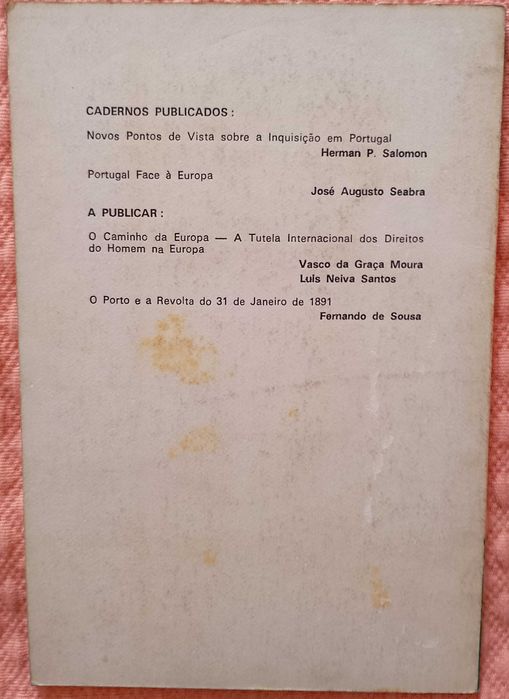 CADERNOS PUBLICADOS :
Novos Pontos de Vista sobre a Inquisição em Portugal
Herman P. Salomon
Portugal Face à Europa
José Augusto Seabra
A PUBLICAR :
O Caminho da Europa — A Tutela Internacional dos Direitos
do Homem na Europa
Vasco da Graça Moura
Luis Neiva Santos
O Porto e a Revolta do 31 de Janeiro de 1891
Fernando de Sousa